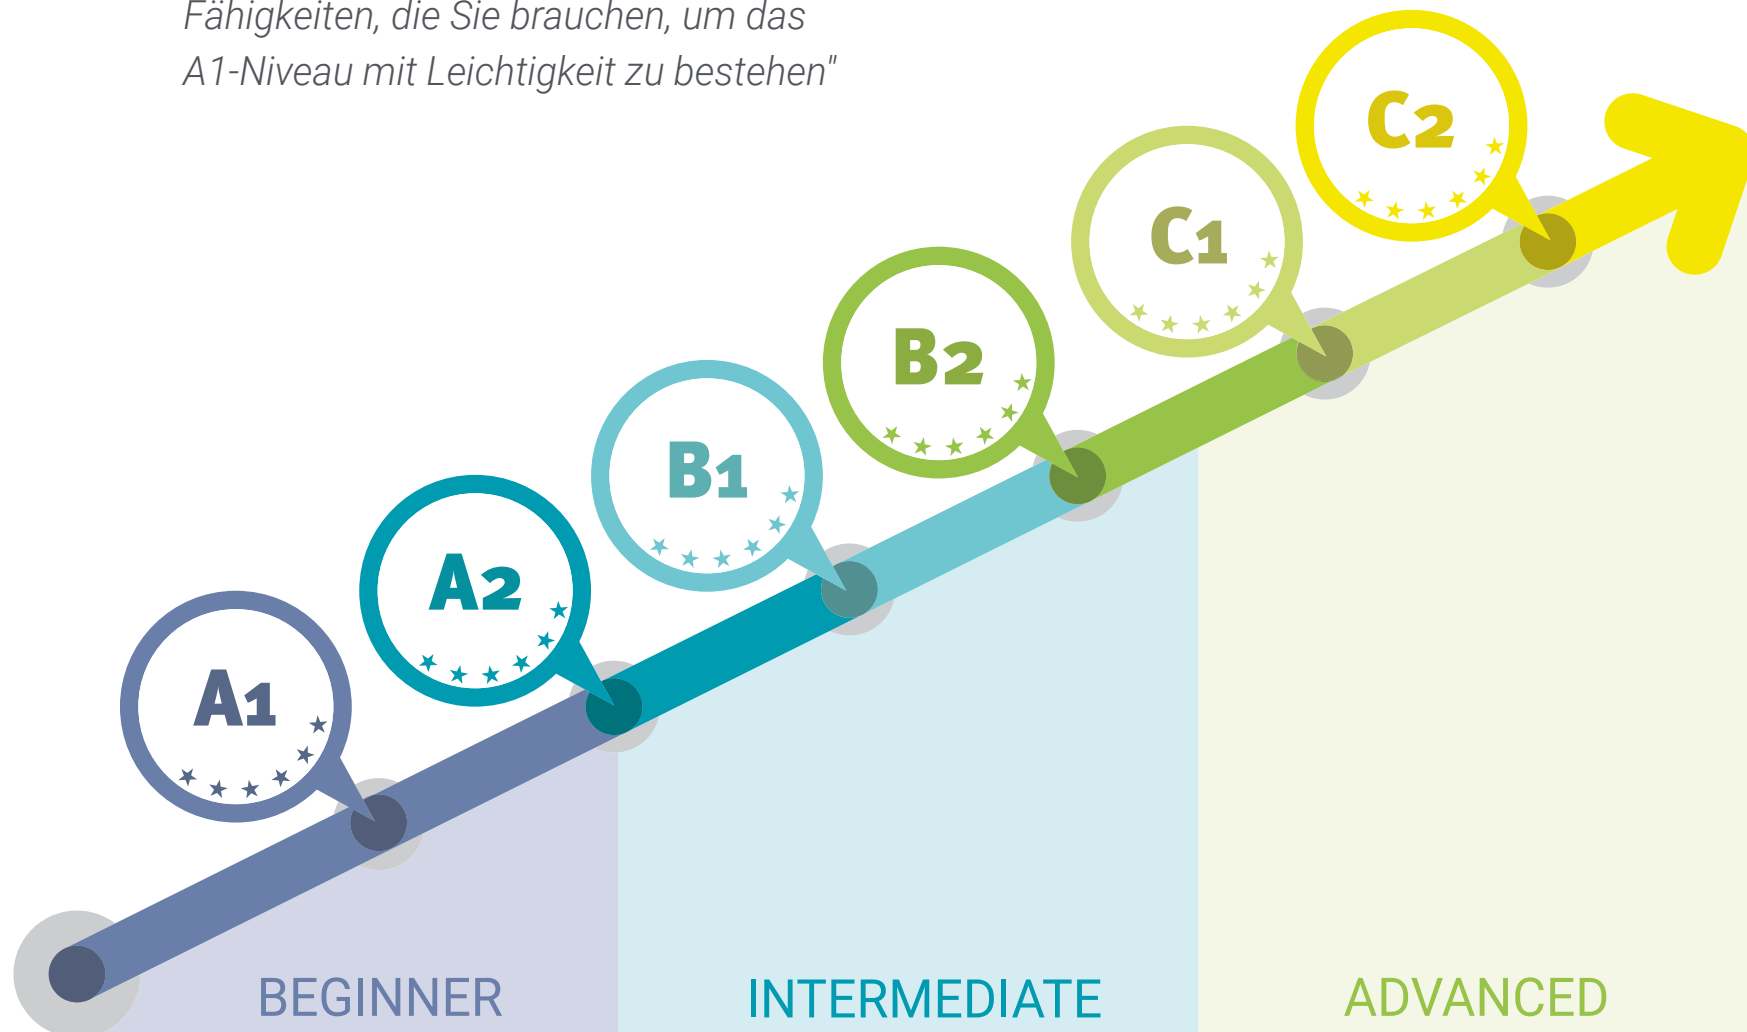 Fähigkeiten, die Sie brauchen, um das
A1-Niveau mit Leichtigkeit zu bestehen"
C2
C1
B2
B1
A2
A1
BEGINNER
INTERMEDIATE
ADVANCED